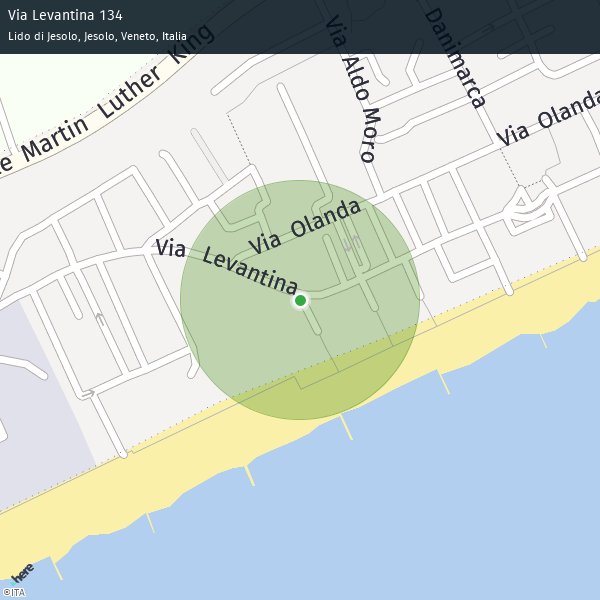 Via Levantina 134
Lido di Jesolo, Jesolo, Veneto, Italia
e Martin Luther King
Via Aldo Moro
Danimarca
Via Olanda
Via Olanda
Via Levantina
here
©ITA